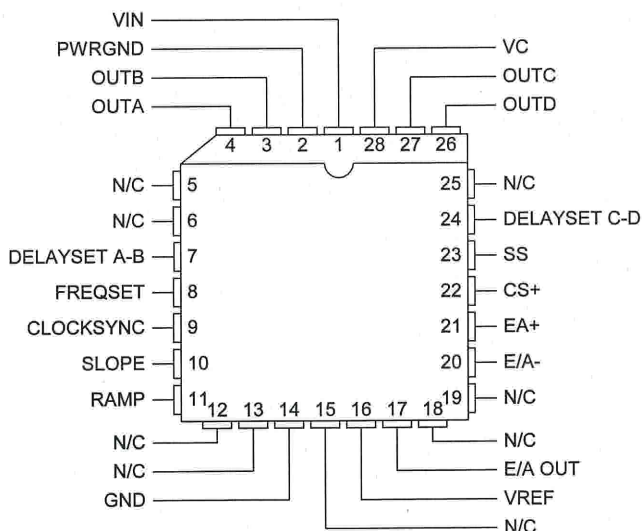 VIN
PWRGND
VC
OUTB
OUTC
OUTA
OUTD
4 3 2 1 28 27 26
N/C 5
25 N/C
N/C 6
24 DELAYSET C-D
DELAYSET A-B 7
23 SS
FREQSET 8
22 CS+
CLOCKSYNC 9
21 EA+
SLOPE 10
20 E/A-
RAMP 11
19 N/C
12 13 14 15 16 17 18
N/C
N/C
N/C
E/A OUT
GND
VREF
N/C